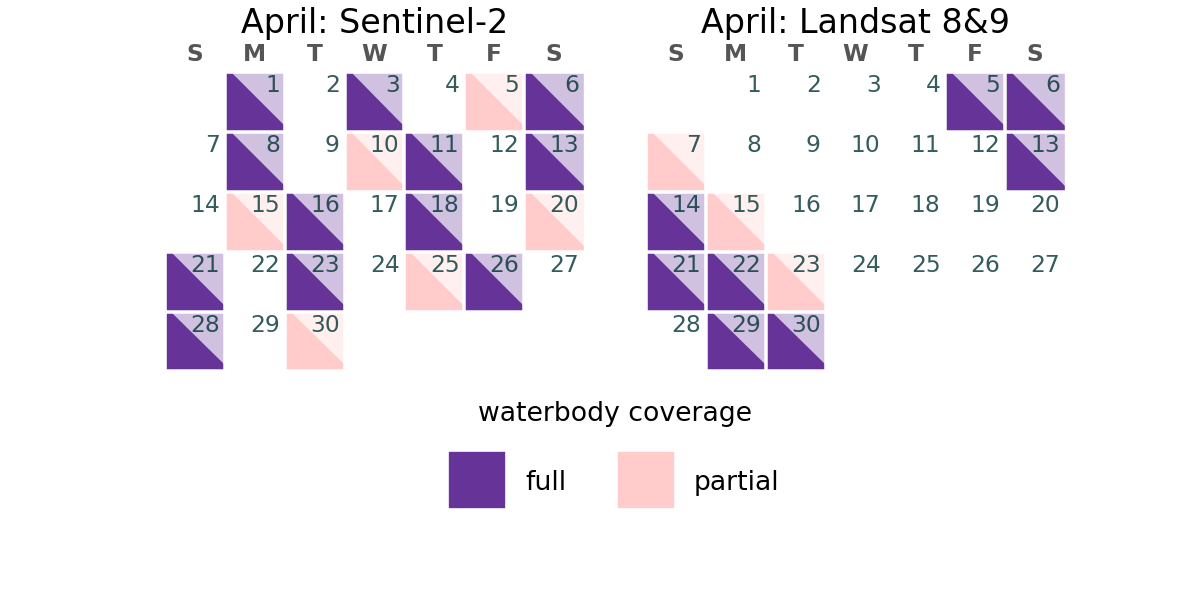 April: Sentinel-2
S M T W T F S
1 2 3 4 5 6
7 8 9 10 11 12 13
14 15 16 17 18 19 20
21 22 23 24 25 26 27
28 29 30
April: Landsat 8&9
S M T W T F S
1 2 3 4 5 6
7 8 9 10 11 12 13
14 15 16 17 18 19 20
21 22 23 24 25 26 27
28 29 30
waterbody coverage
full partial